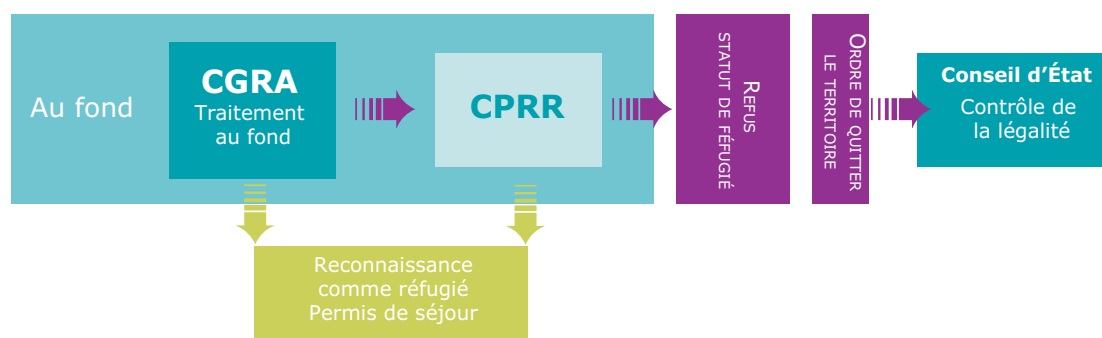 Au fond
CGRA
Traitement
au fond
CPRR
REFUS
STATUT DE FÉFUGIÉ
ORDRE DE QUITTER
LE TERRITOIRE
Conseil d'État
Contrôle de
la légalité
Reconnaissance
comme réfugié
Permis de séjour